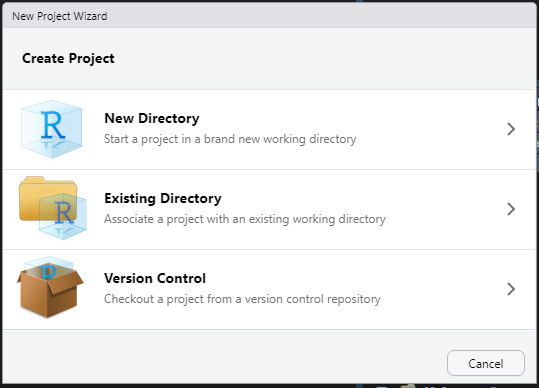 New Project Wizard
Create Project
New Directory
Start a project in a brand new working directory
Existing Directory
Associate a project with an existing working directory
Version Control
Checkout a project from a version control repository
Cancel